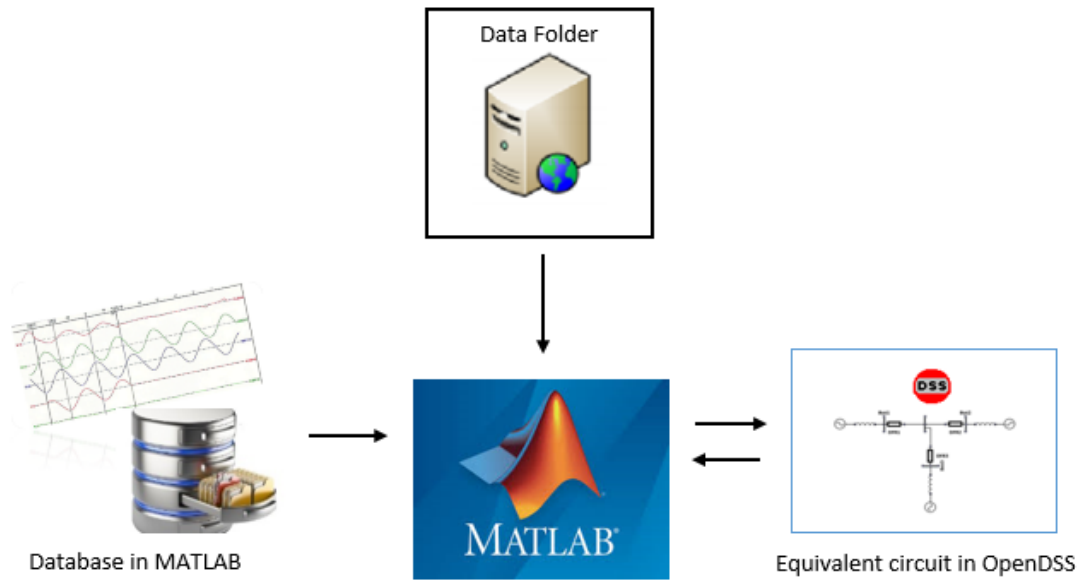 Data Folder
DSS
MATLAB®
Database in MATLAB
Equivalent circuit in OpenDSS